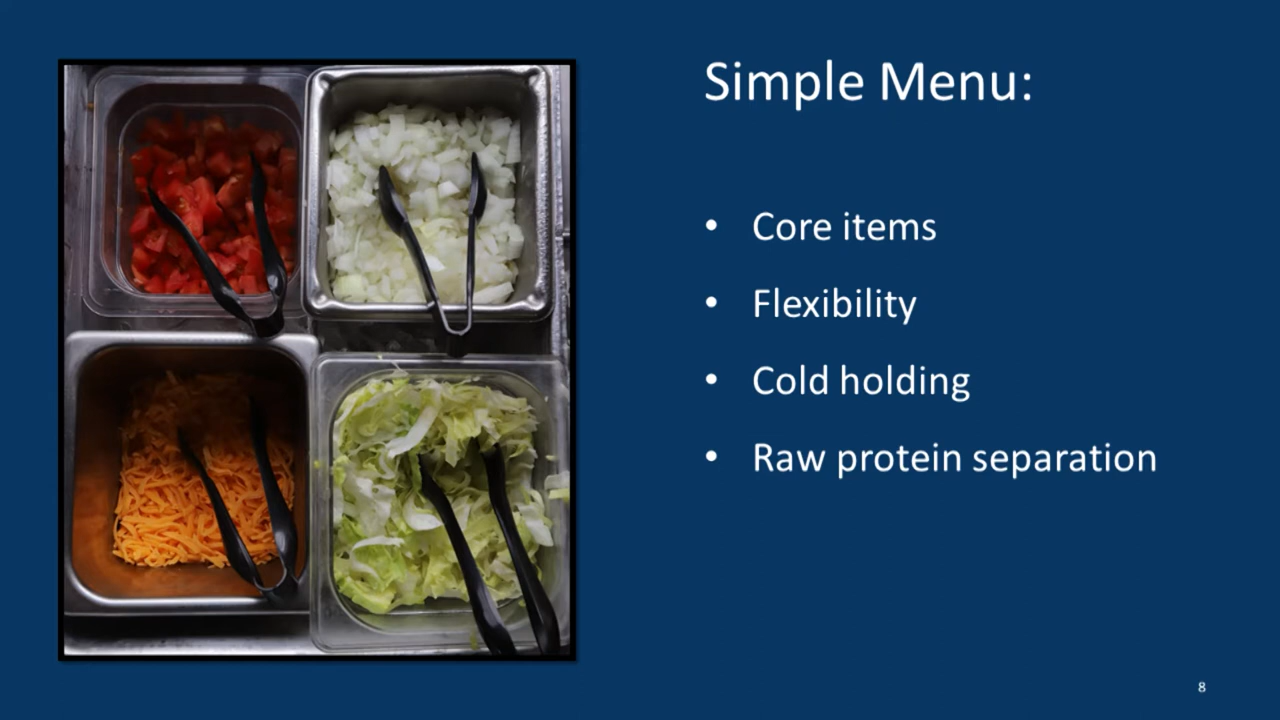 Simple Menu:
• Core items
• Flexibility
• Cold holding
• Raw protein separation
8